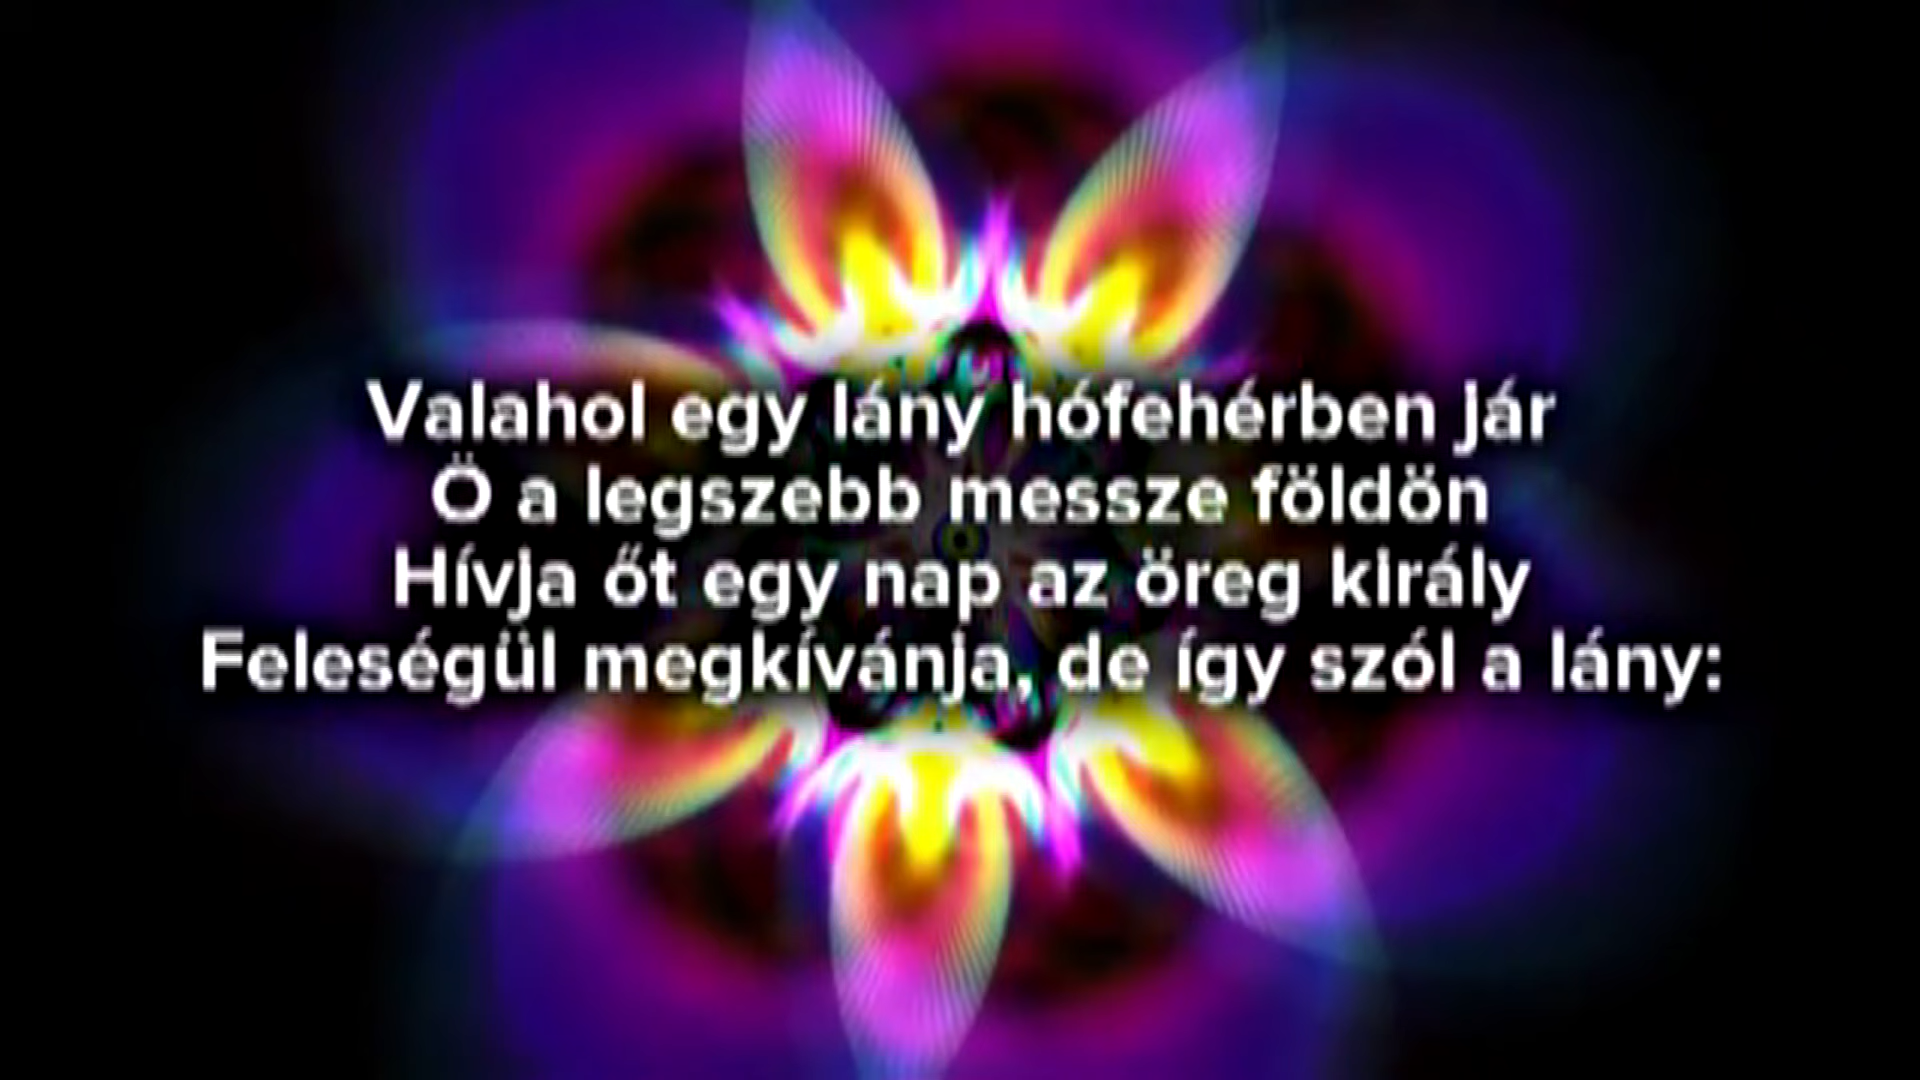 Valahol egy lány hófehérben jár
Ö a legszebb messze földön
Hívja őt egy nap az öreg király
Feleségül megkívánja, de így szól a lány: